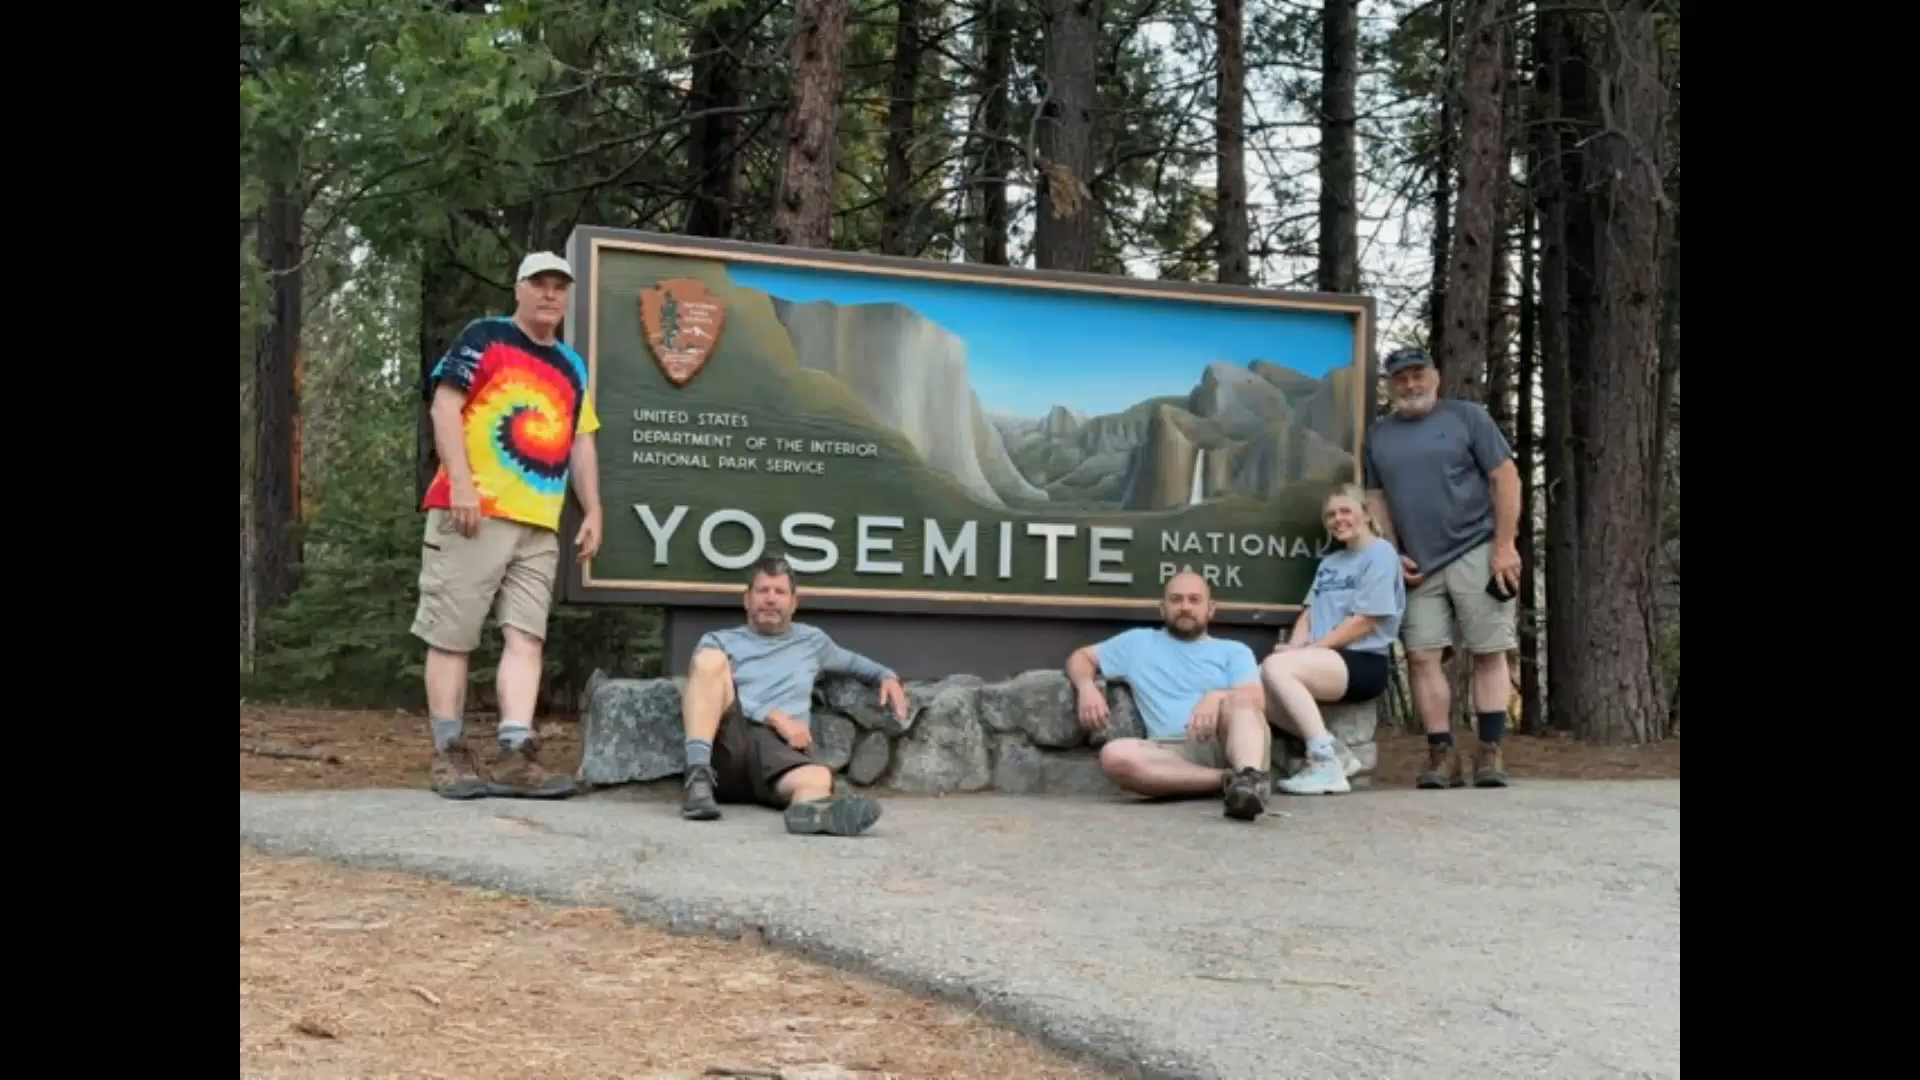 UNITED STATES
DEPARTMENT OF THE INTERIOR
NATIONAL PARK SERVICE
YOSEMITE NATIONAL
PARK